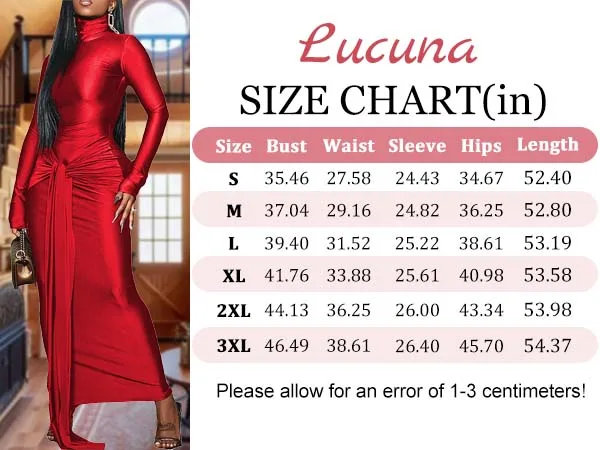 Lucuna
SIZE CHART(in)
Size Bust Waist Sleeve Hips Length
S 35.46 27.58 24.43 34.67 52.40
M 37.04 29.16 24.82 36.25 52.80
L 39.40 31.52 25.22 38.61 53.19
XL 41.76 33.88 25.61 40.98 53.58
2XL 44.13 36.25 26.00 43.34 53.98
3XL 46.49 38.61 26.40 45.70 54.37
Please allow for an error of 1-3 centimeters!